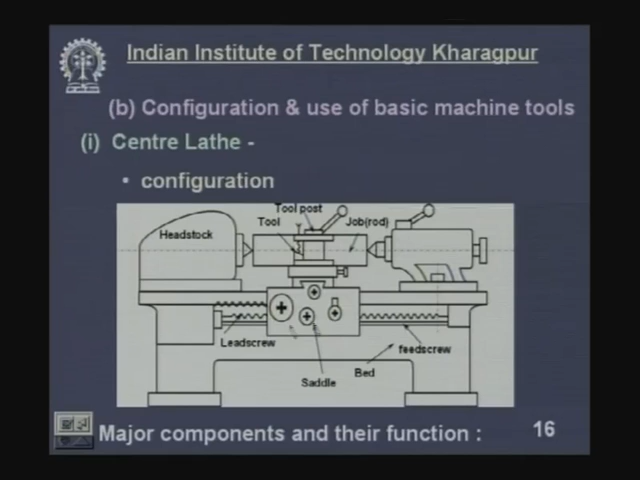 Indian Institute of Technology Kharagpur
(b) Configuration & use of basic machine tools
(i) Centre Lathe -
• configuration
Tool post
Tool
Job(rod)
Headstock
Leadscrew
feedscrew
Bed
Saddle
Major components and their function :
16